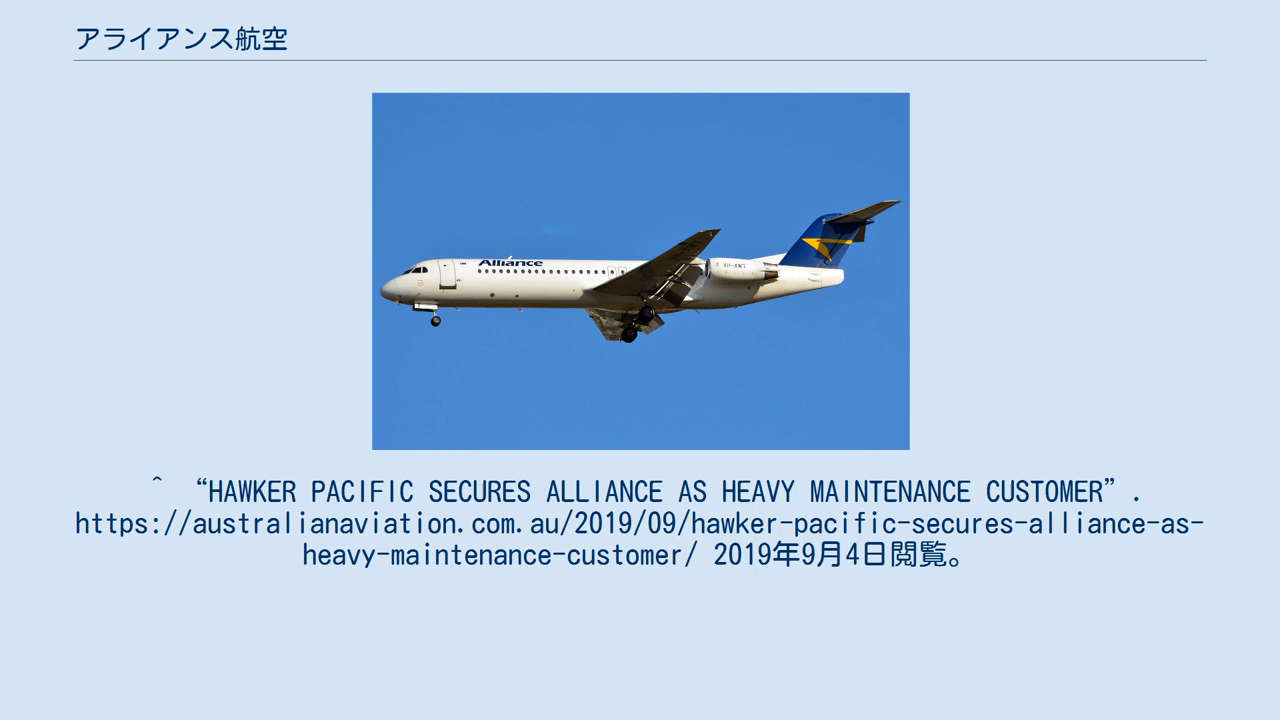 アライアンス航空
Alliance
^ “HAWKER PACIFIC SECURES ALLIANCE AS HEAVY MAINTENANCE CUSTOMER”.
https://australianaviation.com.au/2019/09/hawker-pacific-secures-alliance-as-
heavy-maintenance-customer/ 2019年9月4日閲覧。